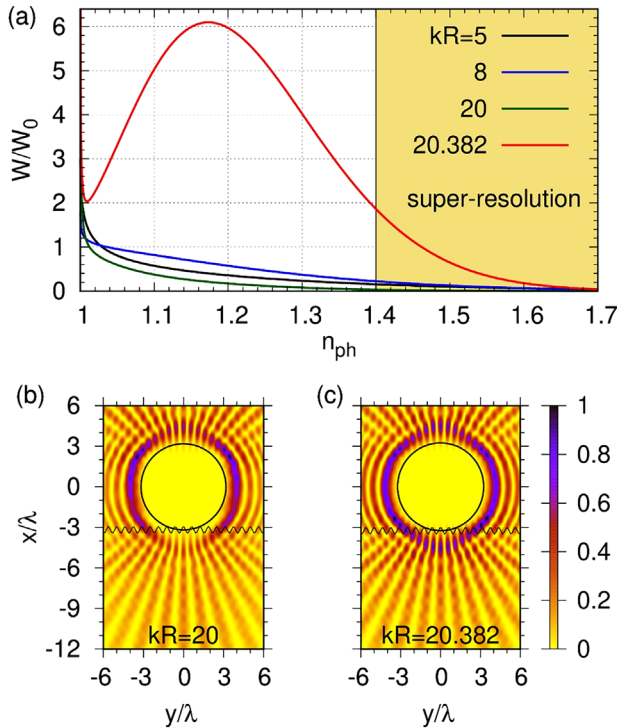 (a)
6
5
4
3
2
1
0
W/W0
kR=5
8
20
20.382
super-resolution
1 1.1 1.2 1.3 1.4 1.5 1.6 1.7
nph
(b) (c)
6
3
0
-3
-6
-9
-12
x/λ
kR=20
-6 -3 0 3 6
y/λ
kR=20.382
-6 -3 0 3 6
y/λ
1
0.8
0.6
0.4
0.2
0